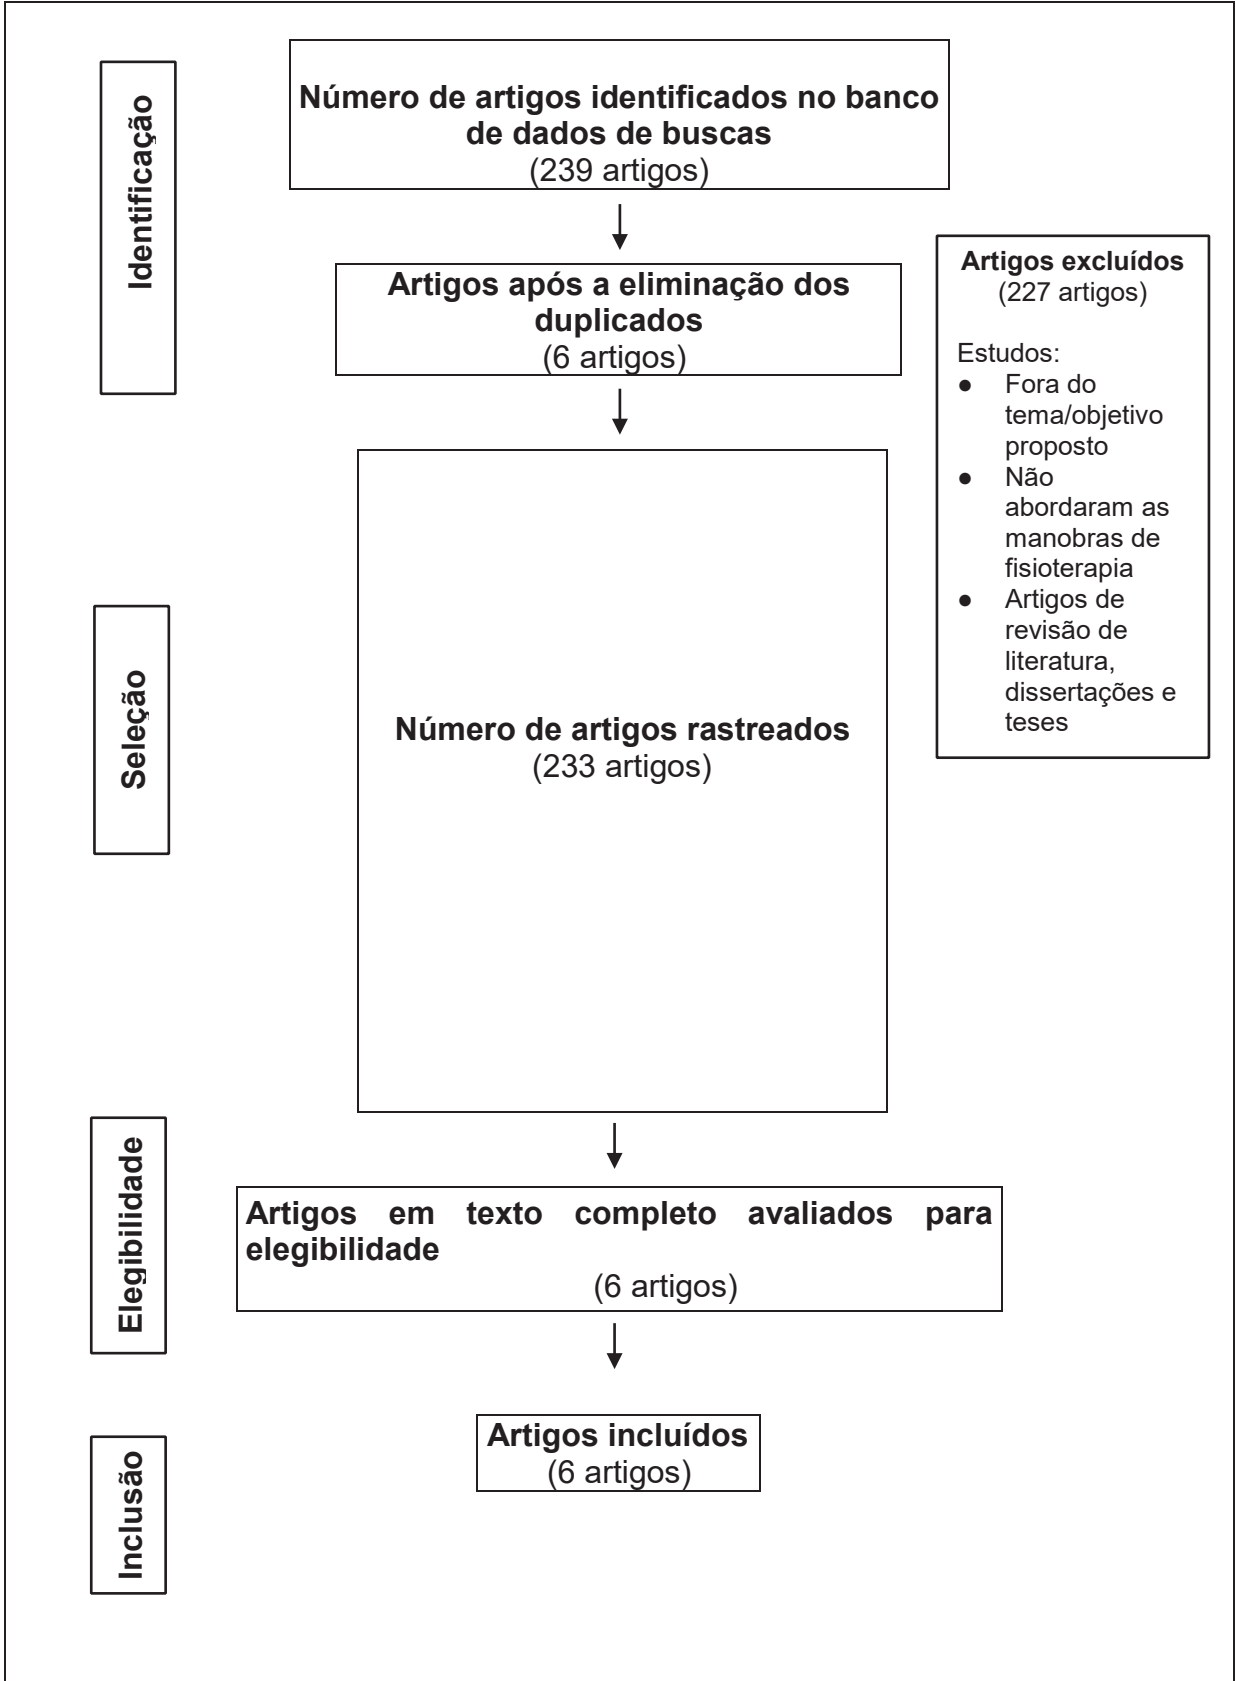 Identificação
Número de artigos identificados no banco
de dados de buscas
(239 artigos)
Artigos após a eliminação dos
duplicados
(6 artigos)
Artigos excluídos
(227 artigos)
Estudos:
● Fora do
tema/objetivo
proposto
● Não
abordaram as
manobras de
fisioterapia
● Artigos de
revisão de
literatura,
dissertações e
teses
Seleção
Número de artigos rastreados
(233 artigos)
Elegibilidade
Artigos em texto completo avaliados para
elegibilidade
(6 artigos)
Inclusão
Artigos incluídos
(6 artigos)